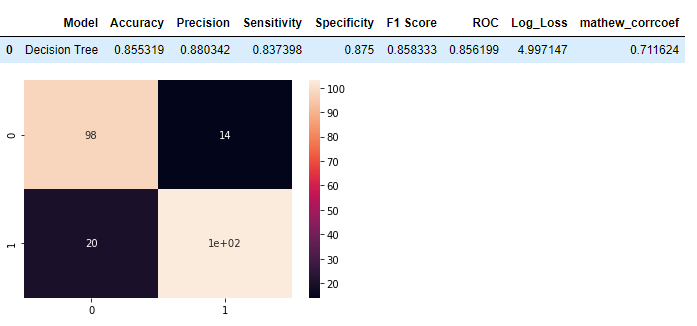 Model Accuracy Precision Sensitivity Specificity F1 Score ROC Log_Loss mathew_corrcoef
0 Decision Tree 0.855319 0.880342 0.837398 0.875 0.858333 0.856199 4.997147 0.711624
100
90
0 98 14
80
70
60
50
1 20 1e+02
40
30
20
0 1